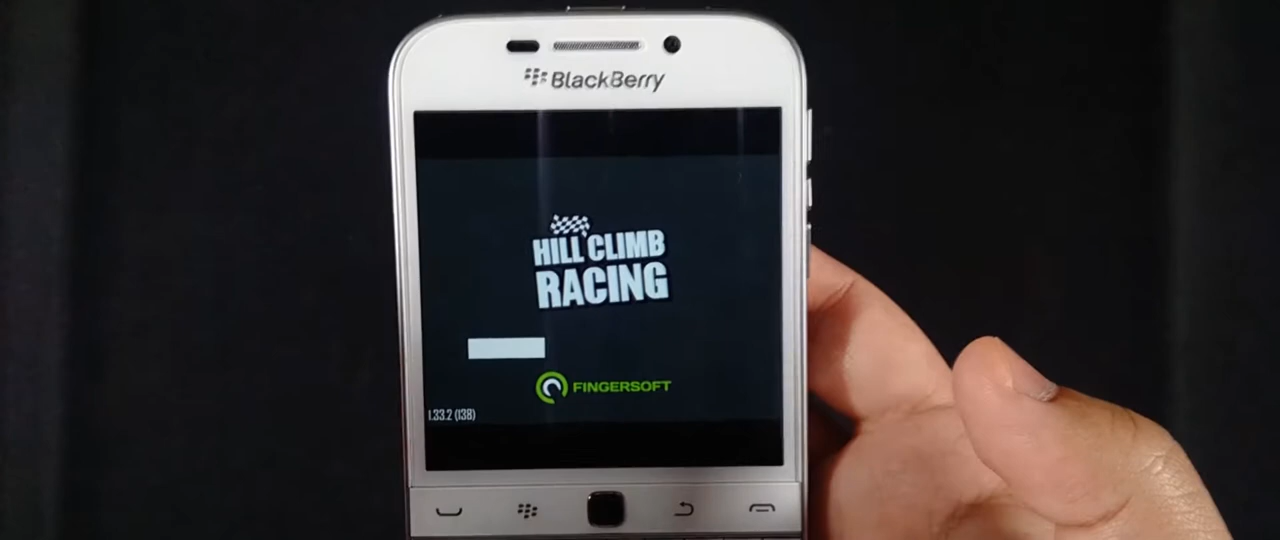 BlackBerry
HILL CLIMB
RACING
FINGERSOFT
1.33.2 (138)